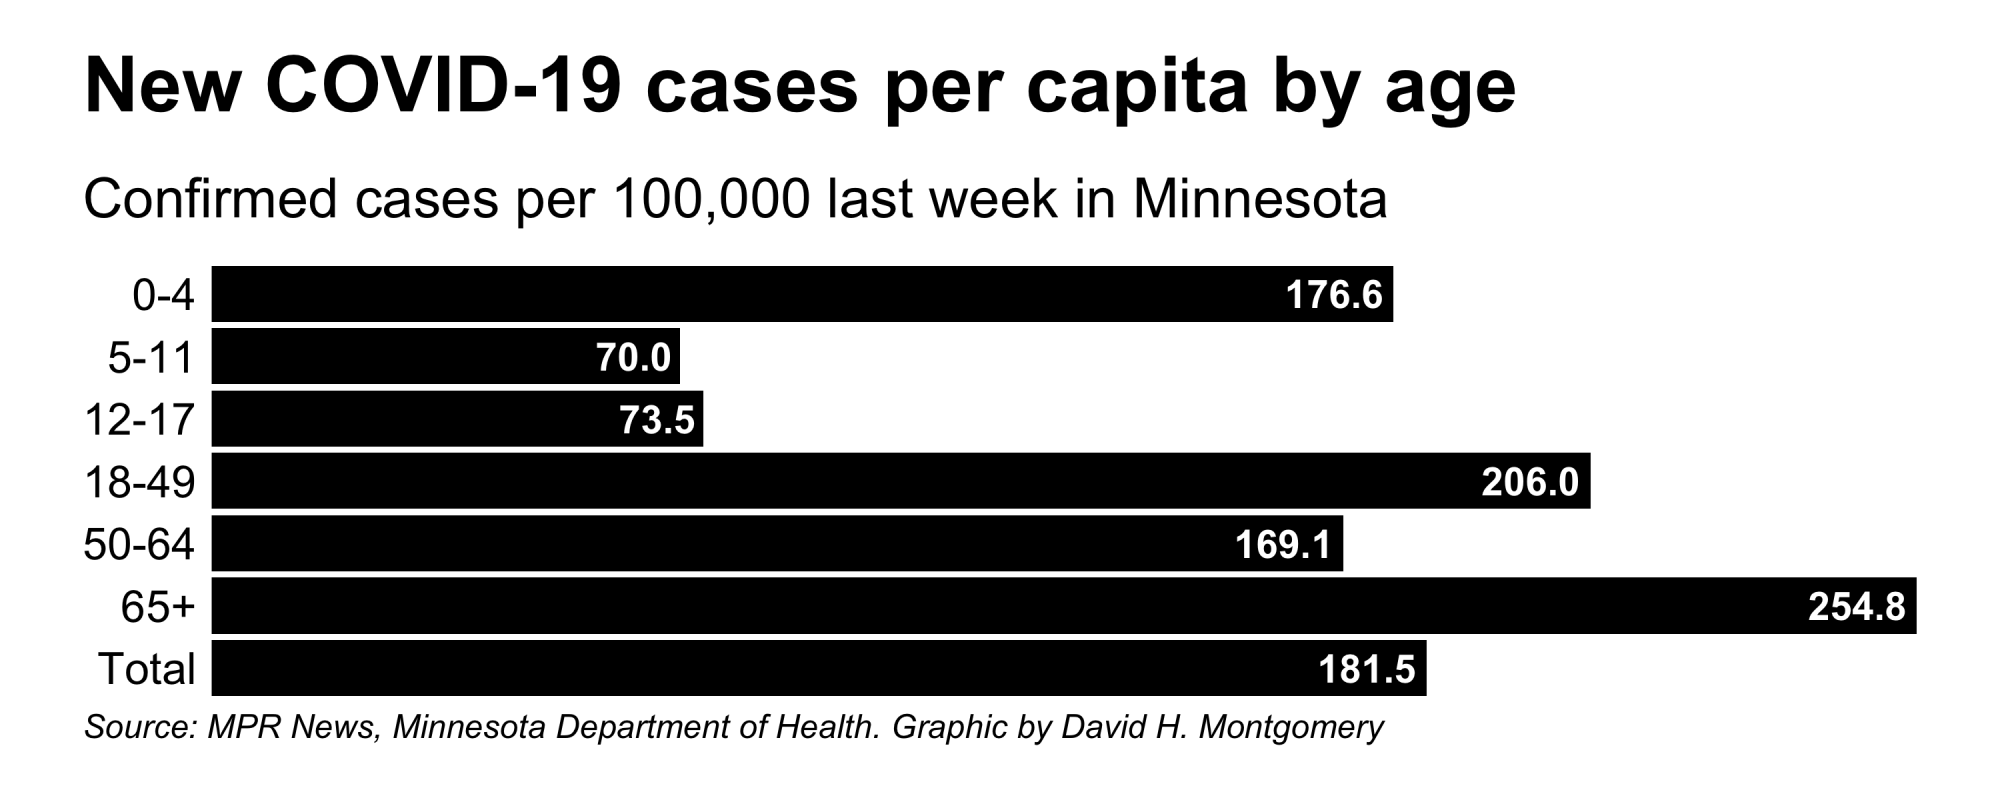 New COVID-19 cases per capita by age
Confirmed cases per 100,000 last week in Minnesota
0-4 176.6
5-11 70.0
12-17 73.5
18-49 206.0
50-64 169.1
65+ 254.8
Total 181.5
Source: MPR News, Minnesota Department of Health. Graphic by David H. Montgomery